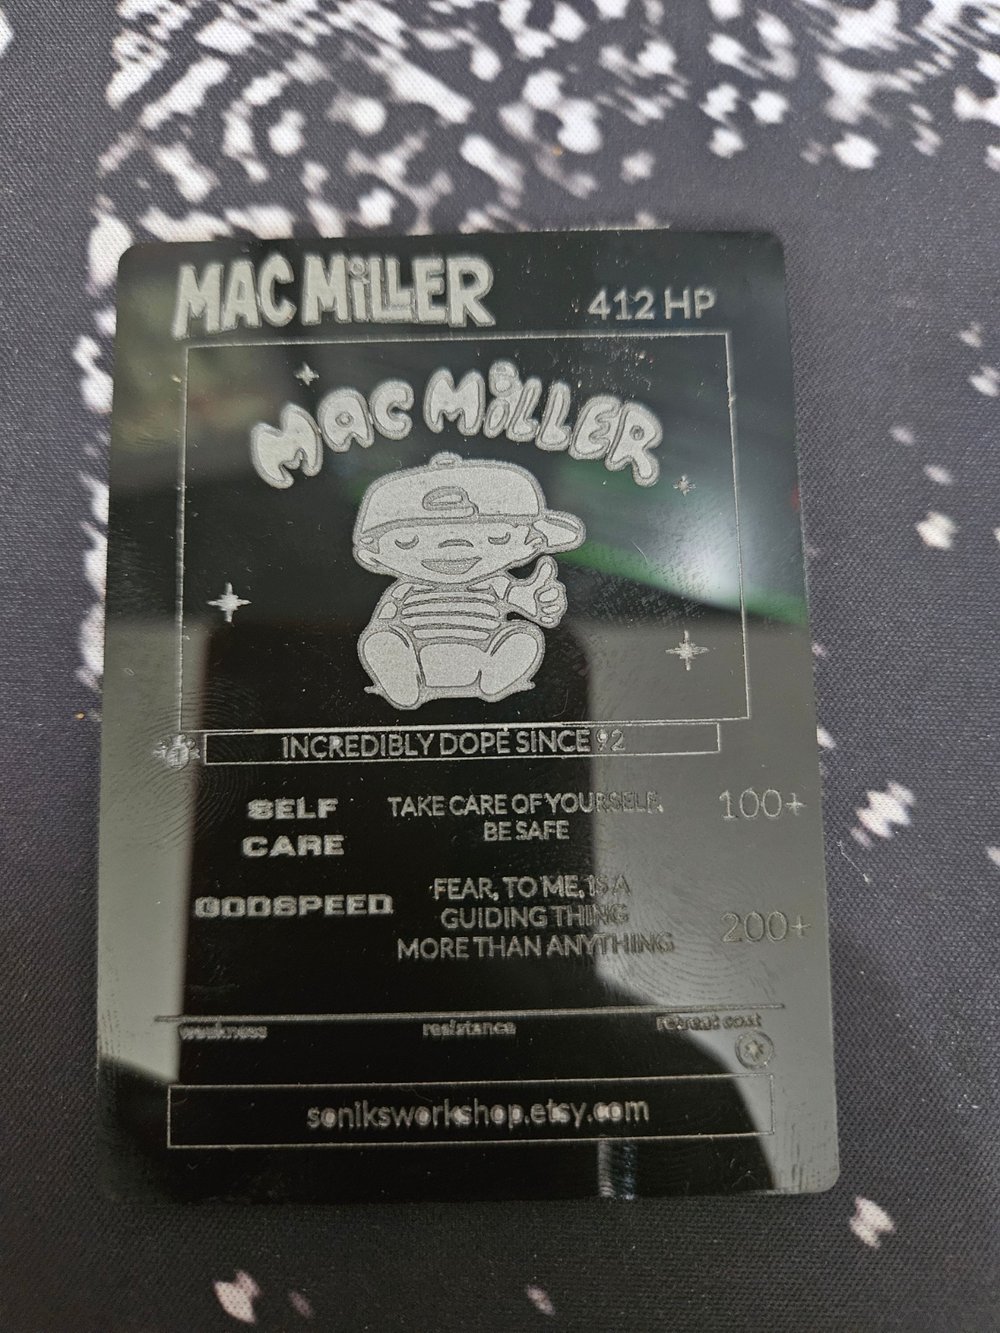 MAC MiLLER
412 HP
MAC MiLLER
INCREDIBLY DOPE SINCE 92
SELF
CARE
TAKE CARE OF YOURSELF,
BE SAFE
100+
GODSPEED
FEAR, TO ME, IS A
GUIDING THING
MORE THAN ANYTHING
200+
weakness
resistance
retreat cost
soniksworkshop.etsy.com